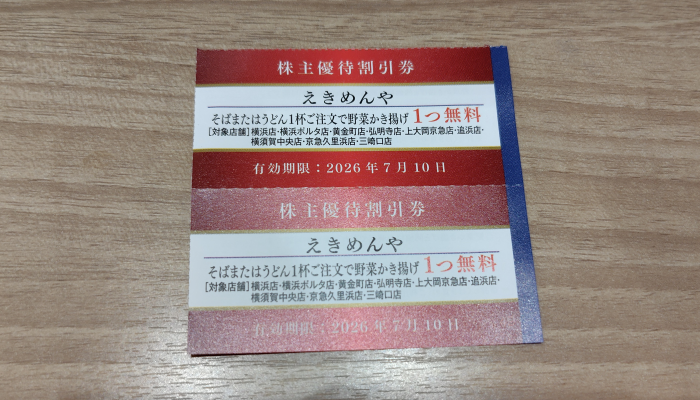 株主優待割引券
えきめんや
そばまたはうどん1杯ご注文で野菜かき揚げ 1つ無料
[対象店舗] 横浜店・横浜ポルタ店・黄金町店・弘明寺店・上大岡京急店・追浜店・
横須賀中央店・京急久里浜店・三崎口店
有効期限：2026年7月10日
株主優待割引券
えきめんや
そばまたはうどん1杯ご注文で野菜かき揚げ 1つ無料
[対象店舗] 横浜店・横浜ポルタ店・黄金町店・弘明寺店・上大岡京急店・追浜店・
横須賀中央店・京急久里浜店・三崎口店
有効期限：2026年7月10日